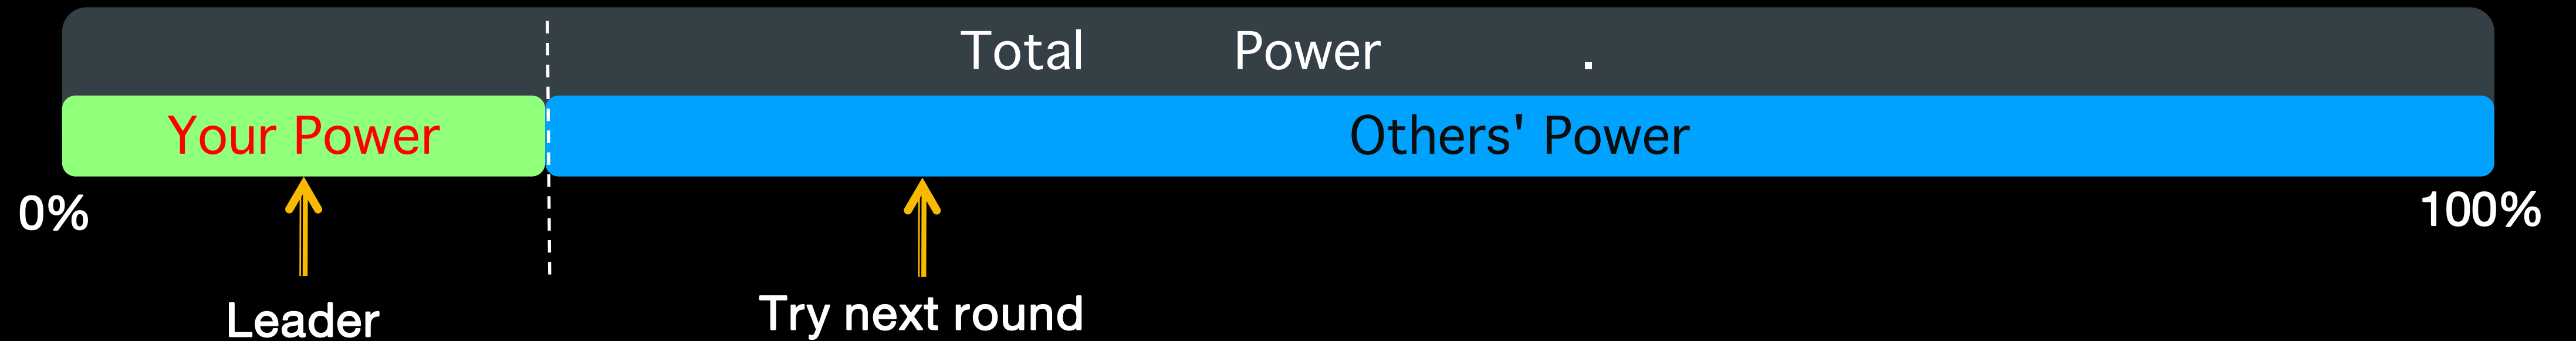 Total Power .
Your Power
Others' Power
0%
100%
Leader
Try next round